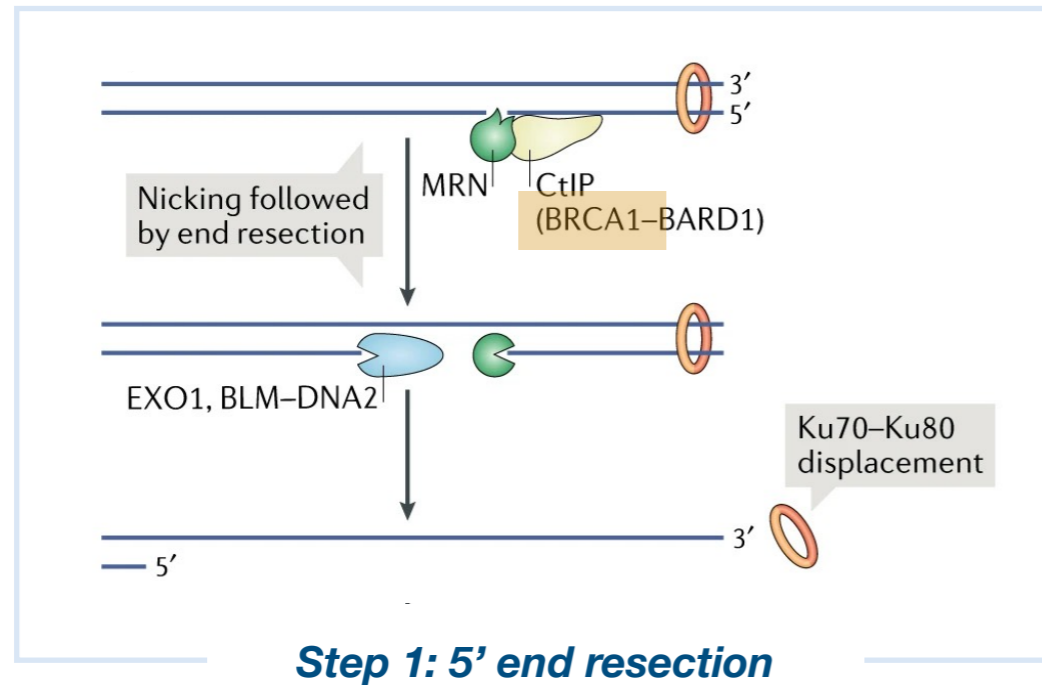 3′
5′
MRN
CtIP
(BRCA1–BARD1)
Nicking followed
by end resection
EXO1, BLM–DNA2
Ku70–Ku80
displacement
3′
5′
Step 1: 5’ end resection